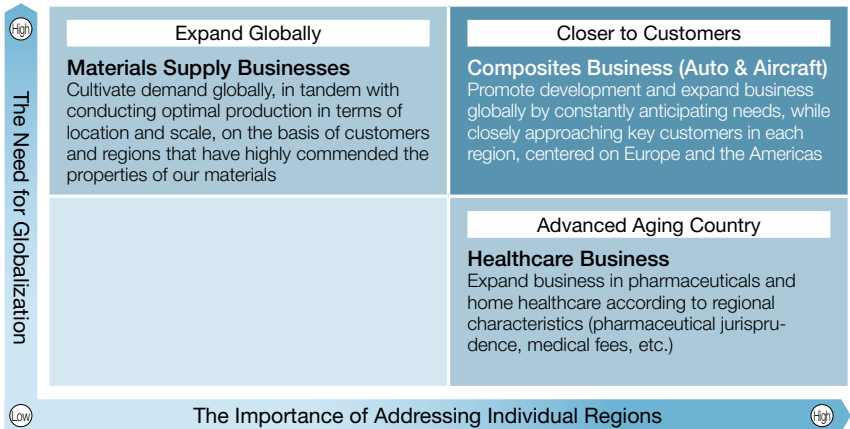 High
The Need for Globalization
Low
Expand Globally
Materials Supply Businesses
Cultivate demand globally, in tandem with
conducting optimal production in terms of
location and scale, on the basis of customers
and regions that have highly commended the
properties of our materials
Closer to Customers
Composites Business (Auto & Aircraft)
Promote development and expand business
globally by constantly anticipating needs, while
closely approaching key customers in each
region, centered on Europe and the Americas
Advanced Aging Country
Healthcare Business
Expand business in pharmaceuticals and
home healthcare according to regional
characteristics (pharmaceutical jurispru-
dence, medical fees, etc.)
The Importance of Addressing Individual Regions
High